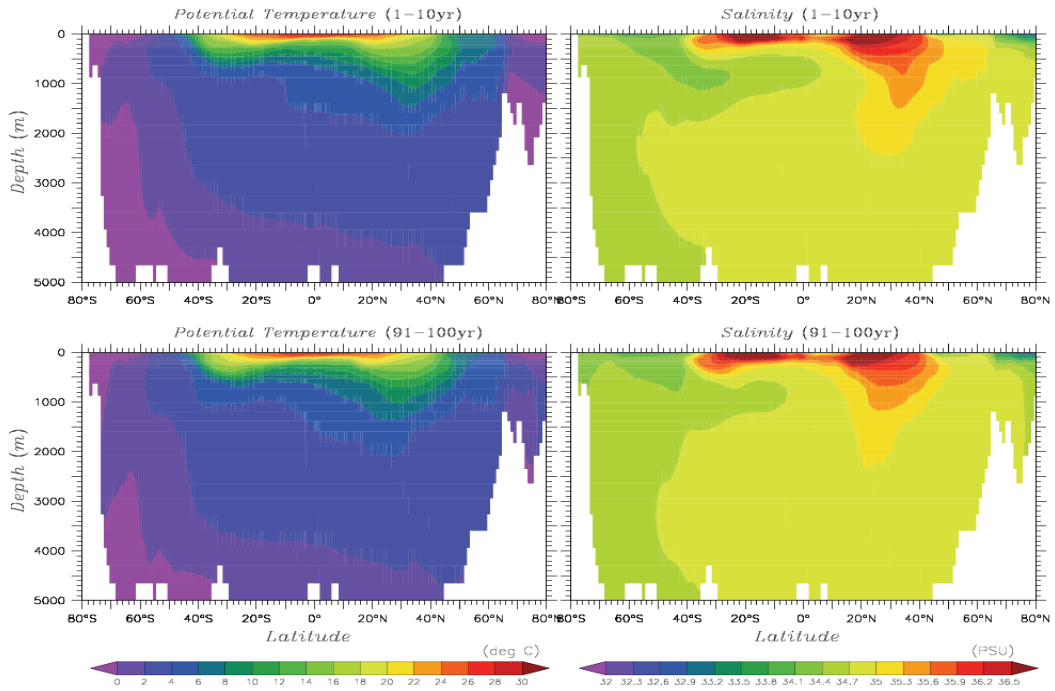 Potential Temperature (1-10yr)
Salinity (1-10yr)
Depth (m)
0
1000
2000
3000
4000
5000
80°S 60°S 40°S 20°S 0° 20°N 40°N 60°N 80°N
80°S 60°S 40°S 20°S 0° 20°N 40°N 60°N 80°N
Potential Temperature (91-100yr)
Salinity (91-100yr)
Depth (m)
0
1000
2000
3000
4000
5000
80°S 60°S 40°S 20°S 0° 20°N 40°N 60°N 80°N
80°S 60°S 40°S 20°S 0° 20°N 40°N 60°N 80°N
Latitude
Latitude
(deg C)
(PSU)
0 2 4 6 8 10 12 14 16 18 20 22 24 26 28 30
32 32.3 32.6 32.9 33.2 33.5 33.8 34.1 34.4 34.7 35 35.3 35.6 35.9 36.2 36.5